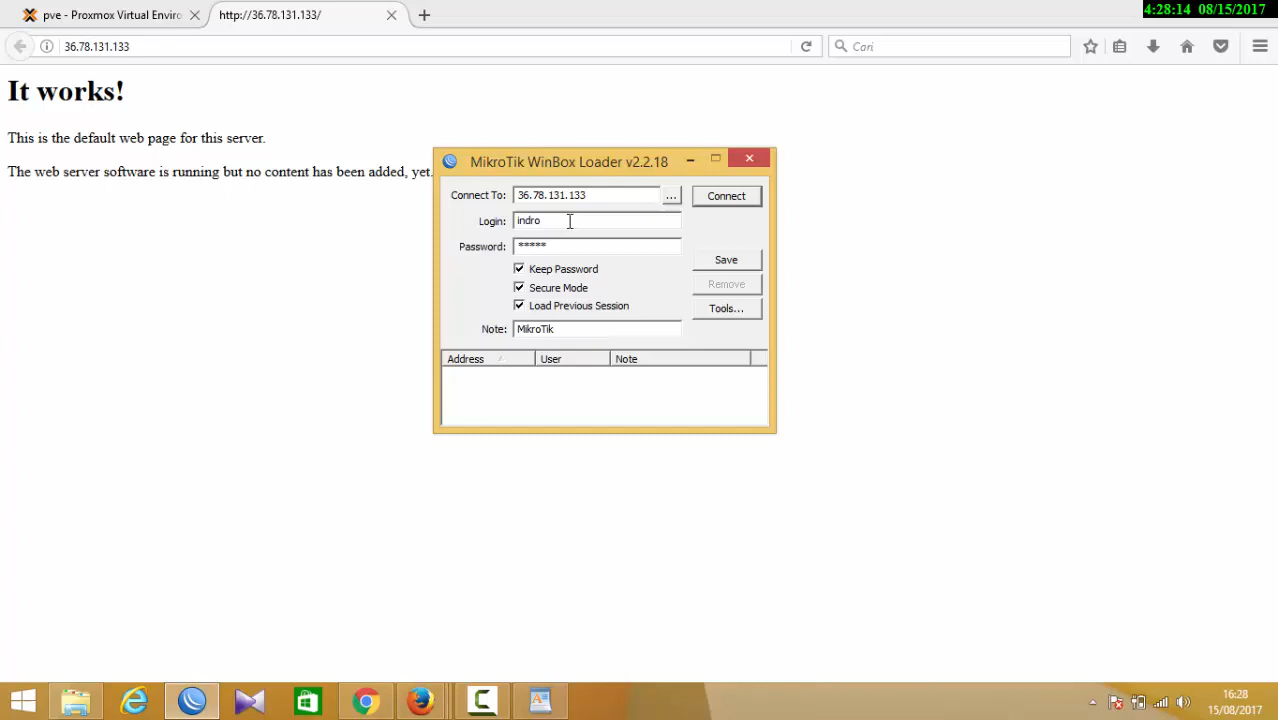 4:28:14 08/15/2017
pve - Proxmox Virtual Enviro
http://36.78.131.133/
36.78.131.133
Cari
It works!
This is the default web page for this server.
The web server software is running but no content has been added, yet.
MikroTik WinBox Loader v2.2.18
Connect To: 36.78.131.133 ... Connect
Login: indro
Password: *****
Keep Password
Save
Secure Mode
Remove
Load Previous Session
Tools...
Note: MikroTik
Address User Note
16:28
15/08/2017